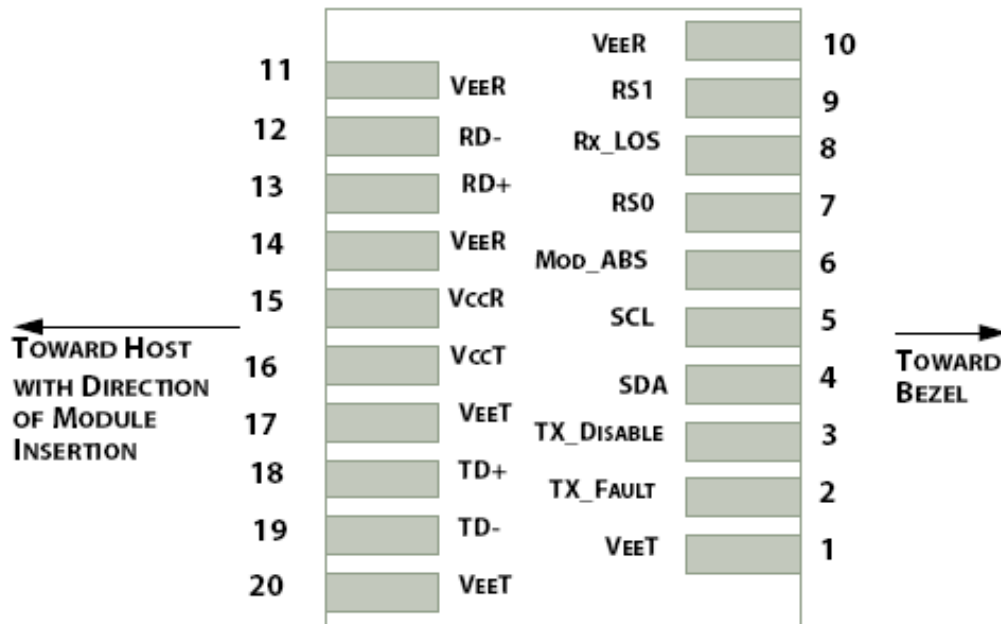 11 VEER
12 RD-
13 RD+
14 VEER
15 VCCR
16 VCCT
17 VEET
18 TD+
19 TD-
20 VEET
VEER 10
RS1 9
RX_LOS 8
RS0 7
MOD_ABS 6
SCL 5
SDA 4
TX_DISABLE 3
TX_FAULT 2
VEET 1
TOWARD HOST
WITH DIRECTION
OF MODULE
INSERTION
TOWARD
BEZEL